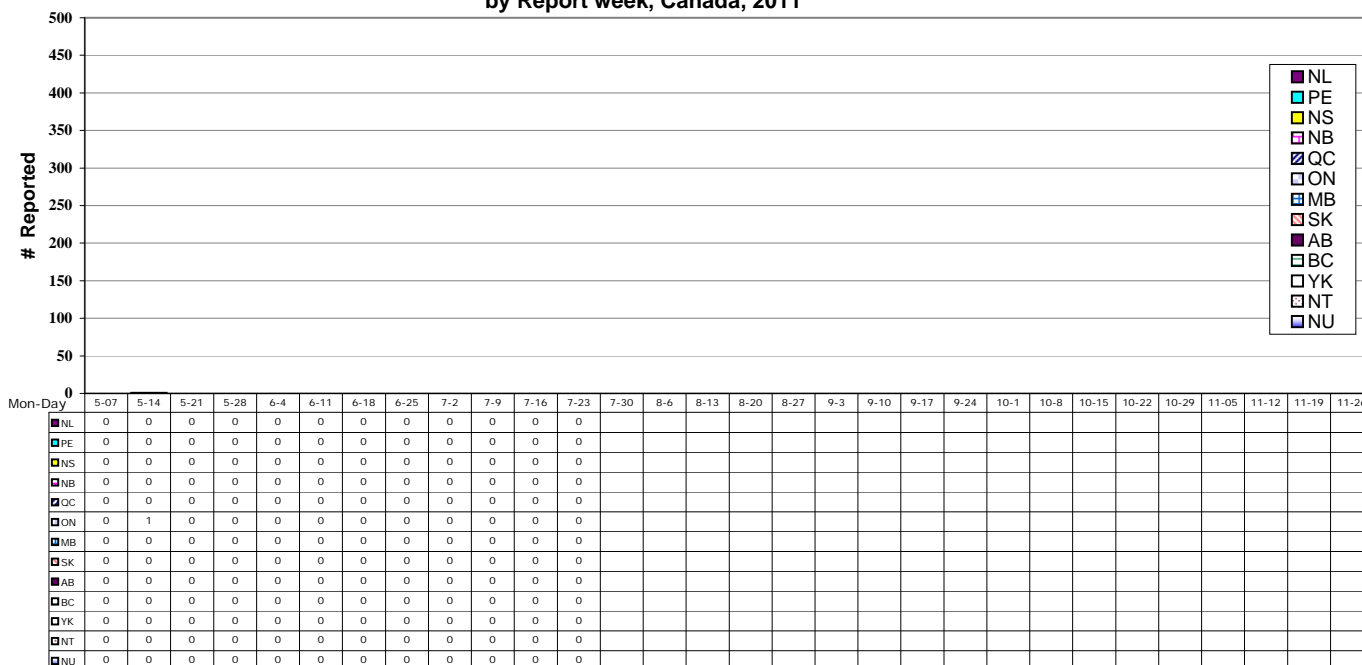 by Report week, Canada, 2011
# Reported
500
450
400
350
300
250
200
150
100
50
0
NL
PE
NS
NB
QC
ON
MB
SK
AB
BC
YK
NT
NU
Mon-Day 5-07 5-14 5-21 5-28 6-4 6-11 6-18 6-25 7-2 7-9 7-16 7-23 7-30 8-6 8-13 8-20 8-27 9-3 9-10 9-17 9-24 10-1 10-8 10-15 10-22 10-29 11-05 11-12 11-19 11-26
NL 0 0 0 0 0 0 0 0 0 0 0 0
PE 0 0 0 0 0 0 0 0 0 0 0 0
NS 0 0 0 0 0 0 0 0 0 0 0 0
NB 0 0 0 0 0 0 0 0 0 0 0 0
QC 0 0 0 0 0 0 0 0 0 0 0 0
ON 0 1 0 0 0 0 0 0 0 0 0 0
MB 0 0 0 0 0 0 0 0 0 0 0 0
SK 0 0 0 0 0 0 0 0 0 0 0 0
AB 0 0 0 0 0 0 0 0 0 0 0 0
BC 0 0 0 0 0 0 0 0 0 0 0 0
YK 0 0 0 0 0 0 0 0 0 0 0 0
NT 0 0 0 0 0 0 0 0 0 0 0 0
NU 0 0 0 0 0 0 0 0 0 0 0 0